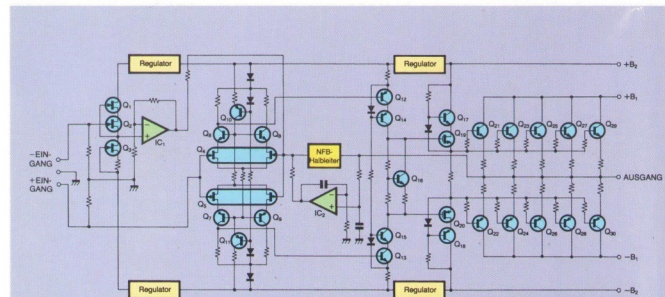 Regulator
Regulator
+B₂
+B₁
Q₁
Q₂
Q₃
IC₁
Q₁₀
Q₆
Q₈
Q₄
Q₅
Q₇
Q₉
Q₁₁
NFB-
Halbleiter
IC₂
Q₁₂
Q₁₄
Q₁₆
Q₁₅
Q₁₃
Q₁₇
Q₁₉
Q₂₀
Q₁₈
Q₂₁
Q₂₃
Q₂₅
Q₂₇
Q₂₉
Q₂₂
Q₂₄
Q₂₆
Q₂₈
Q₃₀
−EIN-
GANG
+EIN-
GANG
AUSGANG
−B₁
−B₂
Regulator
Regulator